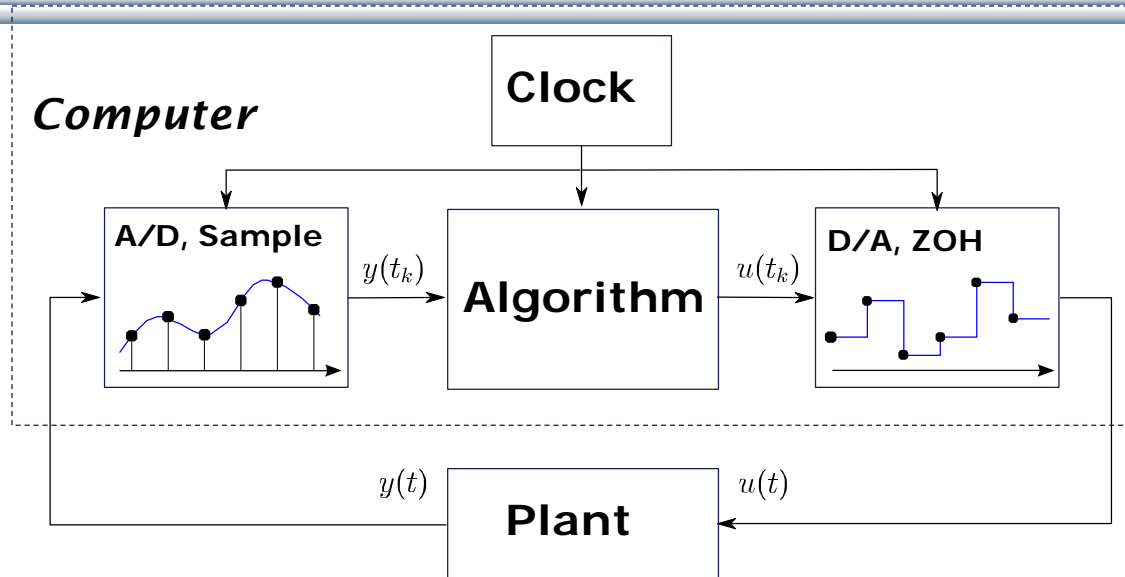 Clock
Computer
A/D, Sample
y(t_k)
Algorithm
u(t_k)
D/A, ZOH
y(t)
Plant
u(t)